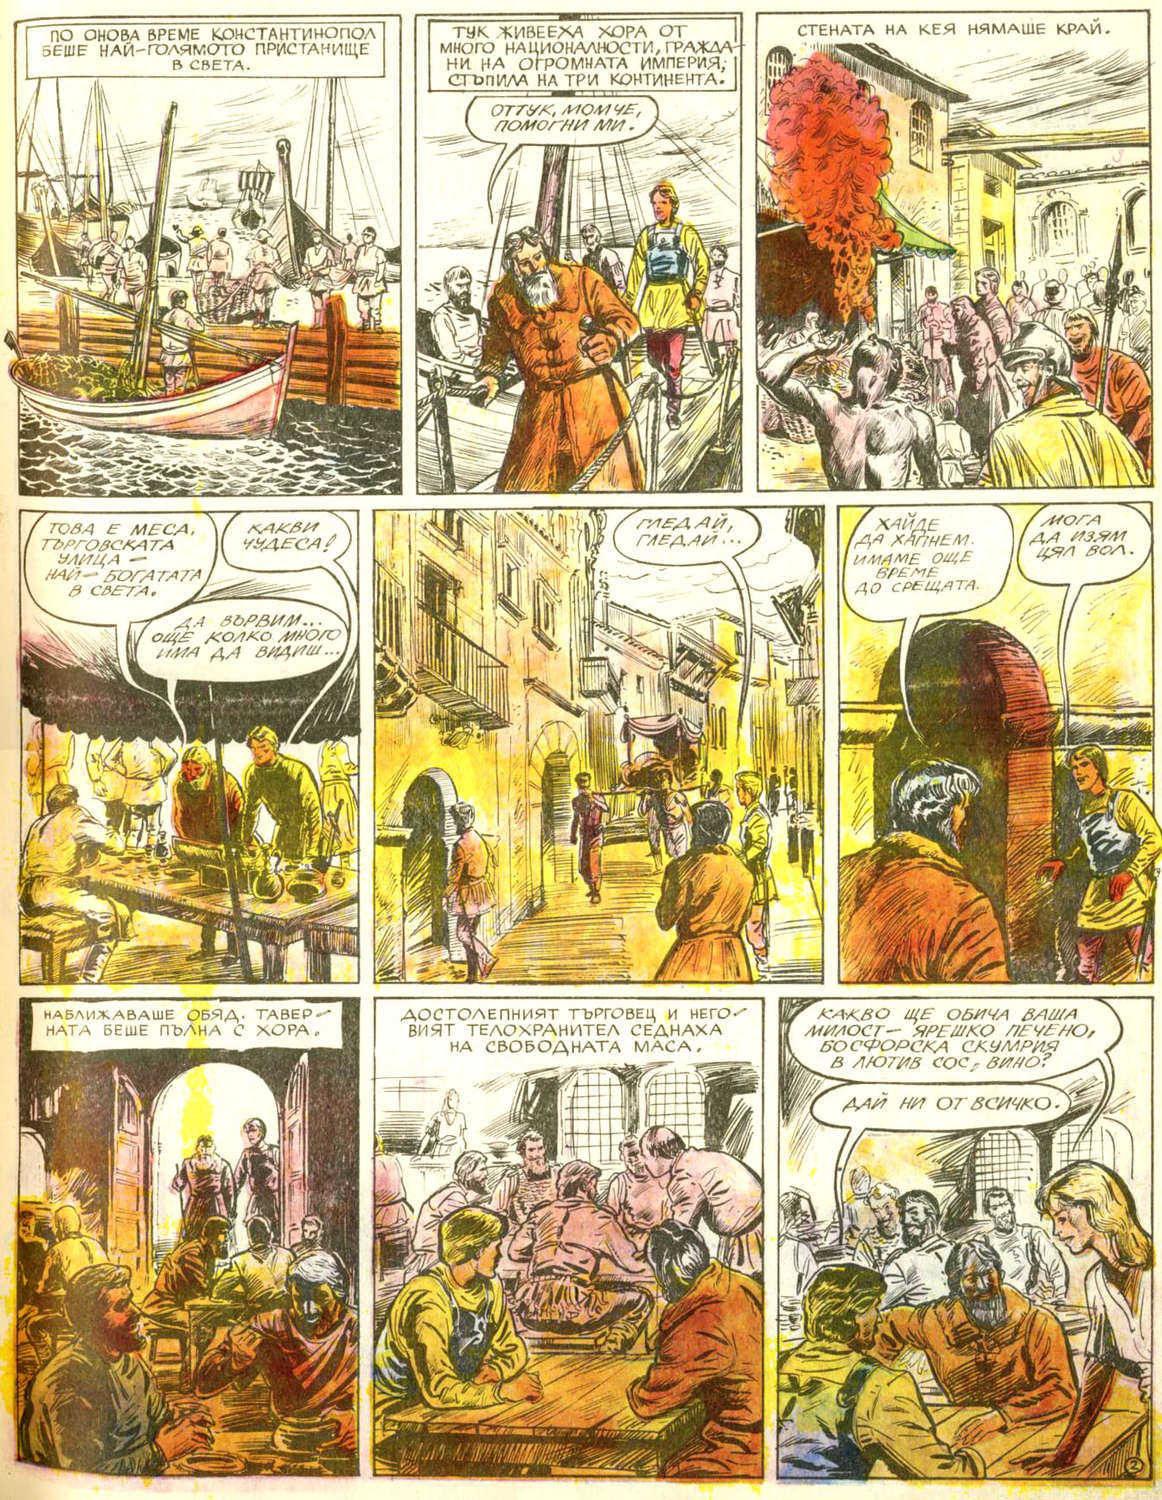 ПО ОНОВА ВРЕМЕ КОНСТАНТИНОПОЛ
БЕШЕ НАЙ-ГОЛЯМОТО ПРИСТАНИЩЕ
В СВЕТА.
ТУК ЖИВЕЕХА ХОРА ОТ
МНОГО НАЦИОНАЛНОСТИ, ГРАЖДА-
НИ НА ОГРОМНАТА ИМПЕРИЯ,
СТЪПИЛА НА ТРИ КОНТИНЕНТА.
ОТТУК, МОМЧЕ,
ПОМОГНИ МИ.
СТЕНАТА НА КЕЯ НЯМАШЕ КРАЙ.
ТОВА Е МЕСА,
ТЪРГОВСКАТА
УЛИЦА —
НАЙ-БОГАТАТА
В СВЕТА.
КАКВИ
ЧУДЕСА!
ДА ВЪРВИМ...
ОЩЕ КОЛКО МНОГО
ИМА ДА ВИДИШ...
ГЛЕДАЙ,
ГЛЕДАЙ...
ХАЙДЕ
ДА ХАПНЕМ.
ИМАМЕ ОЩЕ
ВРЕМЕ
ДО СРЕЩАТА.
МОГА
ДА ИЗЯМ
ЦЯЛ ВОЛ.
НАБЛИЖАВАШЕ ОБЯД. ТАВЕР-
НАТА БЕШЕ ПЪЛНА С ХОРА.
ДОСТОЛЕПНИЯТ ТЪРГОВЕЦ И НЕГО-
ВИЯТ ТЕЛОХРАНИТЕЛ СЕДНАХА
НА СВОБОДНАТА МАСА.
КАКВО ЩЕ ОБИЧА ВАША
МИЛОСТ — ЯРЕШКО ПЕЧЕНО,
БОСФОРСКА СКУМРИЯ
В ЛЮТИВ СОС, ВИНО?
ДАЙ НИ ОТ ВСИЧКО.
2